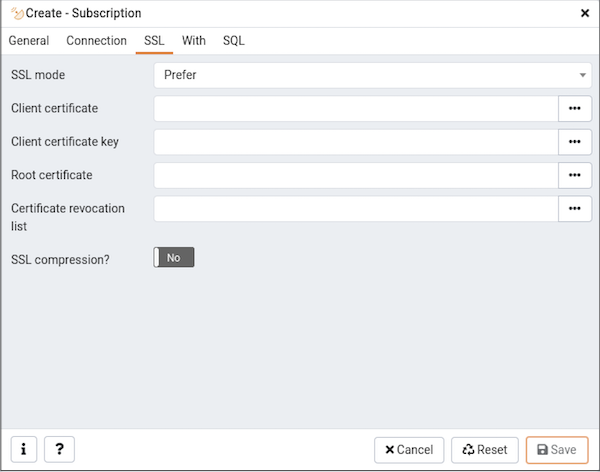 Create - Subscription
General Connection SSL With SQL
SSL mode Prefer
Client certificate
Client certificate key
Root certificate
Certificate revocation
list
SSL compression? No
i ? Cancel Reset Save